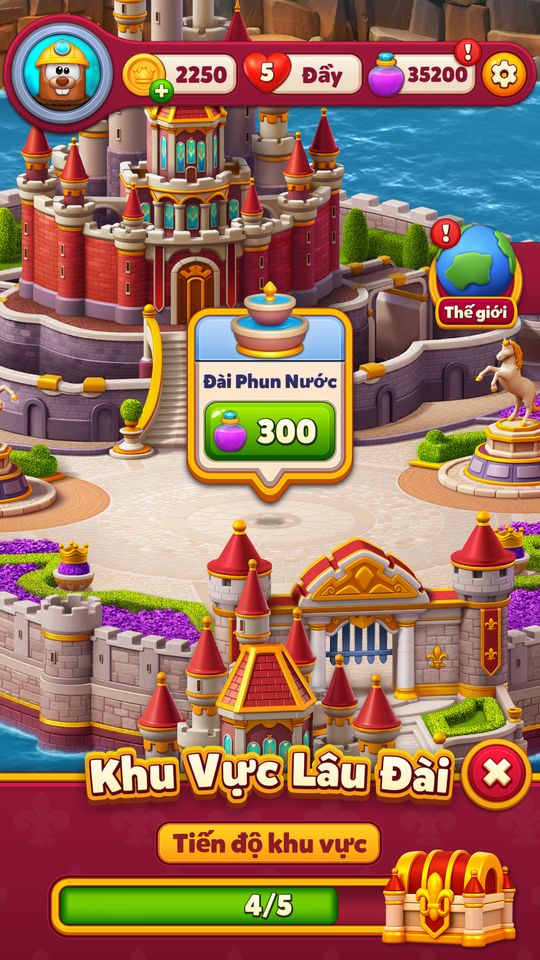 2250
5
Đầy
35200
!
!
Thế giới
Đài Phun Nước
300
Khu Vực Lâu Đài
Tiến độ khu vực
4/5